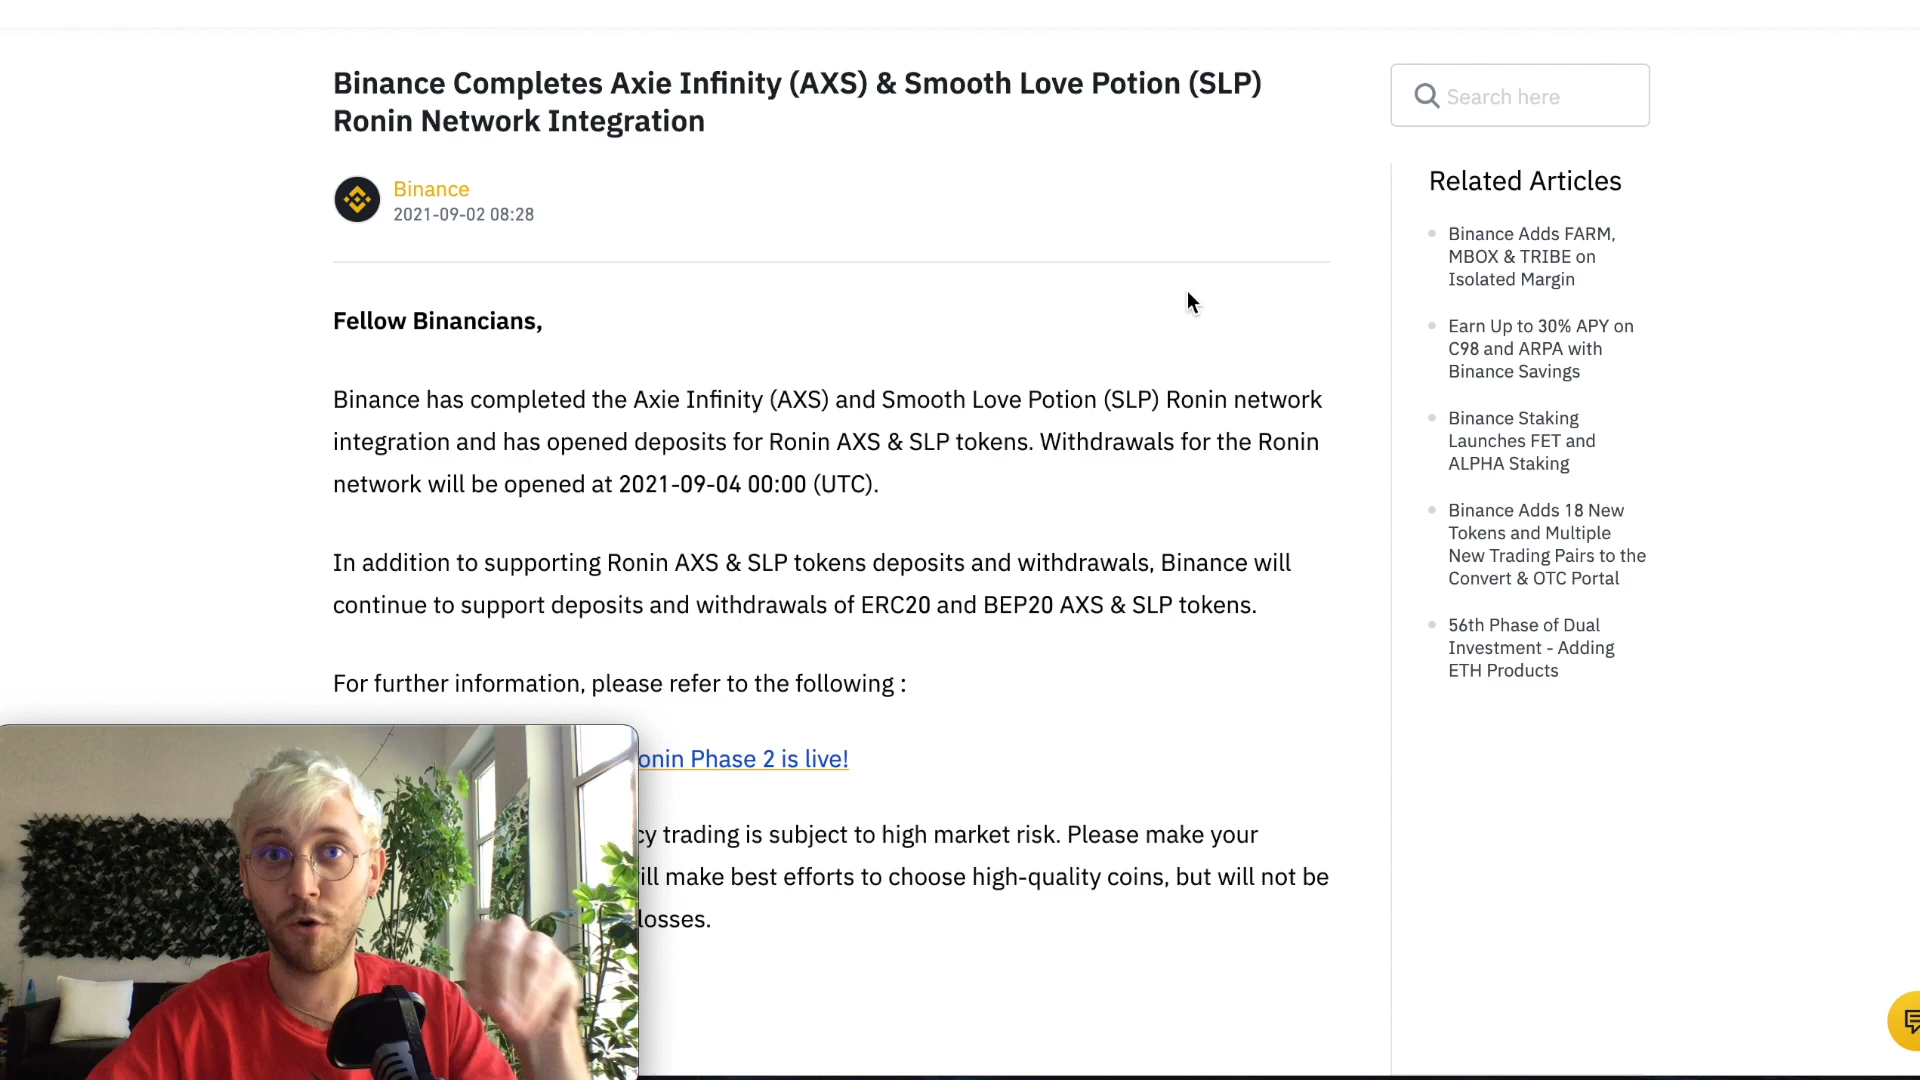 Binance Completes Axie Infinity (AXS) & Smooth Love Potion (SLP)
Ronin Network Integration
Binance
2021-09-02 08:28
Fellow Binancians,
Binance has completed the Axie Infinity (AXS) and Smooth Love Potion (SLP) Ronin network
integration and has opened deposits for Ronin AXS & SLP tokens. Withdrawals for the Ronin
network will be opened at 2021-09-04 00:00 (UTC).
In addition to supporting Ronin AXS & SLP tokens deposits and withdrawals, Binance will
continue to support deposits and withdrawals of ERC20 and BEP20 AXS & SLP tokens.
For further information, please refer to the following :
onin Phase 2 is live!
cy trading is subject to high market risk. Please make your
ill make best efforts to choose high-quality coins, but will not be
losses.
Search here
Related Articles
Binance Adds FARM,
MBOX & TRIBE on
Isolated Margin
Earn Up to 30% APY on
C98 and ARPA with
Binance Savings
Binance Staking
Launches FET and
ALPHA Staking
Binance Adds 18 New
Tokens and Multiple
New Trading Pairs to the
Convert & OTC Portal
56th Phase of Dual
Investment - Adding
ETH Products